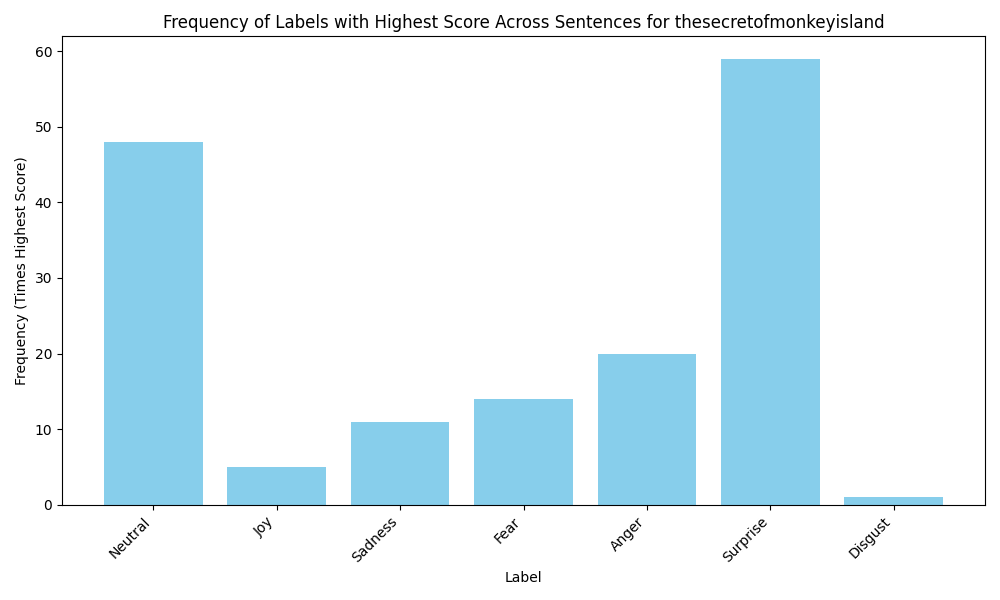 Frequency of Labels with Highest Score Across Sentences for thesecretofmonkeyisland
Frequency (Times Highest Score)
60
50
40
30
20
10
0
Neutral
Joy
Sadness
Fear
Anger
Surprise
Disgust
Label